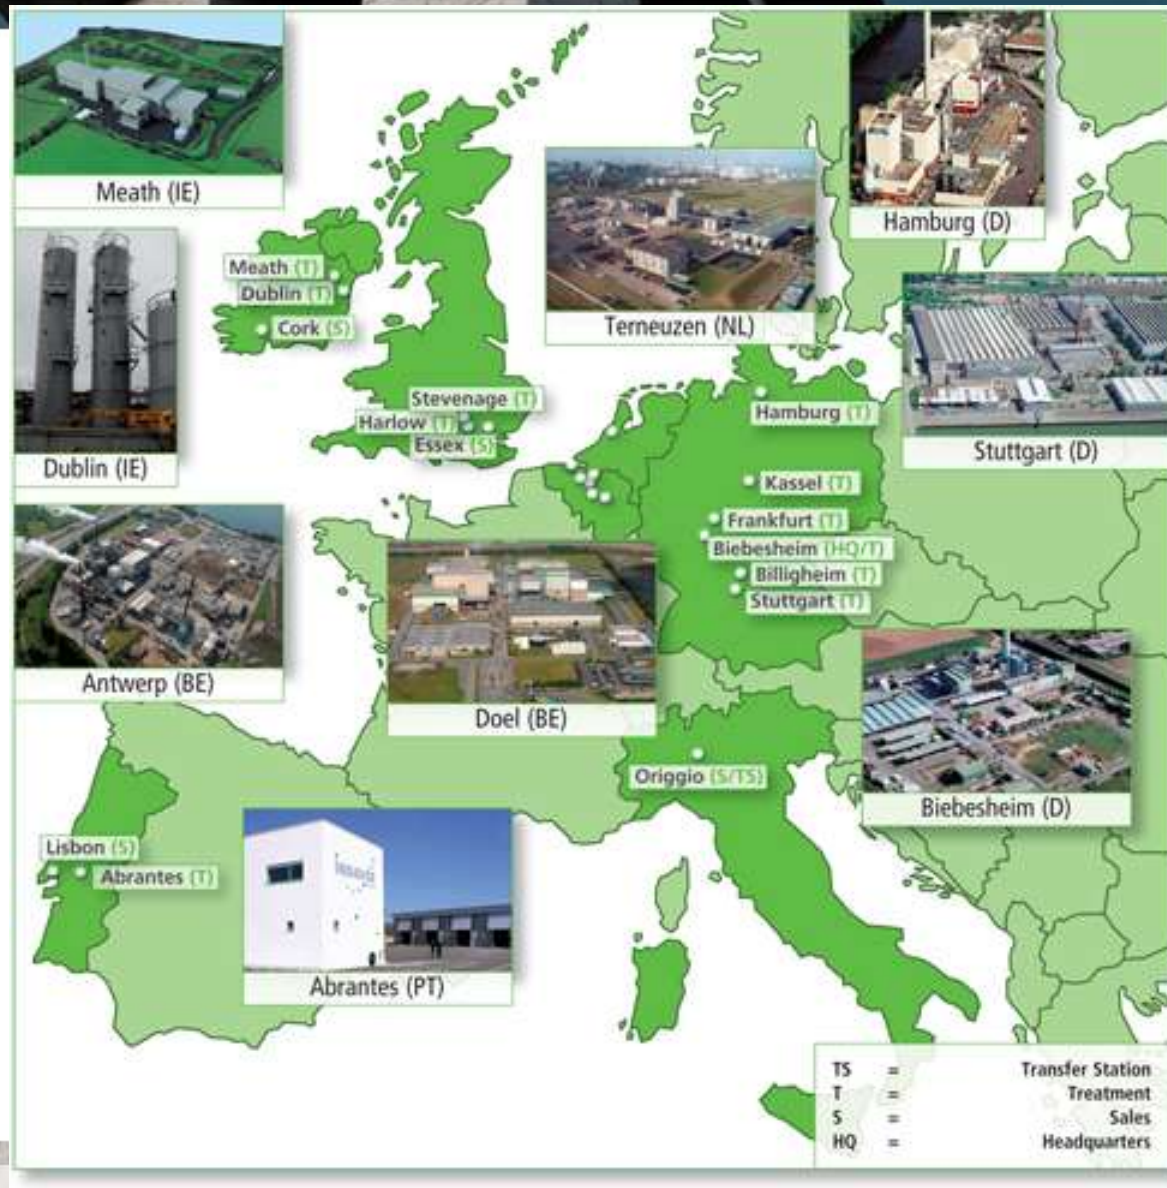 Meath (IE)
Hamburg (D)
Terneuzen (NL)
Dublin (IE)
Stuttgart (D)
Meath (T)
Dublin (T)
Cork (S)
Stevenage (T)
Harlow (T)
Essex (S)
Hamburg (T)
Kassel (T)
Frankfurt (T)
Biebesheim (HQ/T)
Billigheim (T)
Stuttgart (T)
Antwerp (BE)
Doel (BE)
Origgio (S/TS)
Biebesheim (D)
Lisbon (S)
Abrantes (T)
Abrantes (PT)
TS = Transfer Station
T = Treatment
S = Sales
HQ = Headquarters